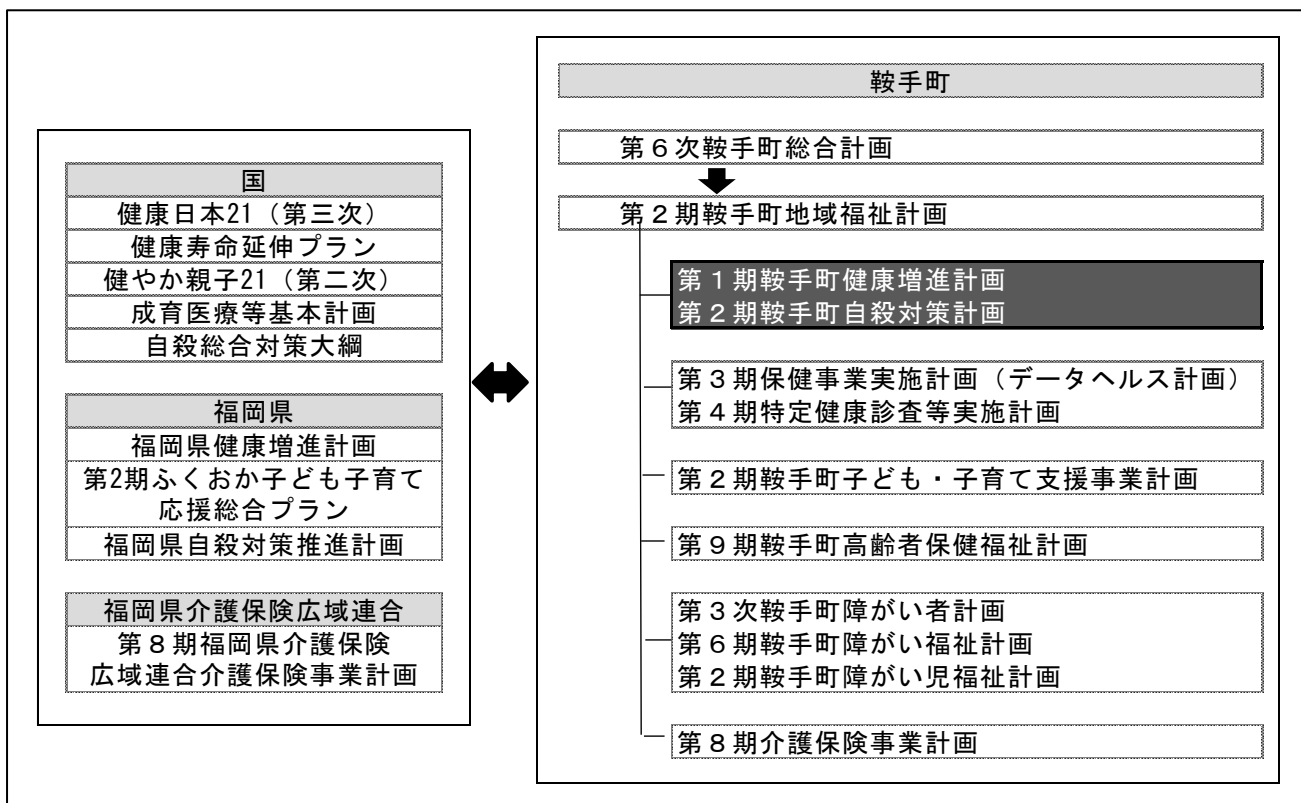 国
健康日本21（第三次）
健康寿命延伸プラン
健やか親子21（第二次）
成育医療等基本計画
自殺総合対策大綱
福岡県
福岡県健康増進計画
第2期ふくおか子ども子育て
応援総合プラン
福岡県自殺対策推進計画
福岡県介護保険広域連合
第８期福岡県介護保険
広域連合介護保険事業計画
鞍手町
第６次鞍手町総合計画
第２期鞍手町地域福祉計画
第１期鞍手町健康増進計画
第２期鞍手町自殺対策計画
第３期保健事業実施計画（データヘルス計画）
第４期特定健康診査等実施計画
第２期鞍手町子ども・子育て支援事業計画
第９期鞍手町高齢者保健福祉計画
第３次鞍手町障がい者計画
第６期鞍手町障がい福祉計画
第２期鞍手町障がい児福祉計画
第８期介護保険事業計画